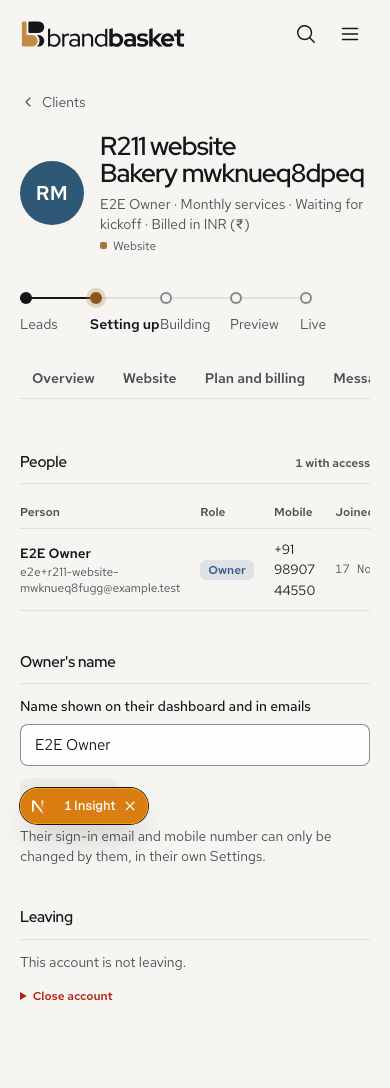 brandbasket
Clients
RM
R211 website
Bakery mwknueq8dpeq
E2E Owner · Monthly services · Waiting for
kickoff · Billed in INR (₹)
Website
Leads
Setting up
Building
Preview
Live
Overview
Website
Plan and billing
Messa
People
1 with access
Person
Role
Mobile
Joined
E2E Owner
e2e+r211-website-
mwknueq8fugg@example.test
Owner
+91
98907
44550
17 No
Owner's name
Name shown on their dashboard and in emails
E2E Owner
1 Insight
Their sign-in email and mobile number can only be
changed by them, in their own Settings.
Leaving
This account is not leaving.
Close account